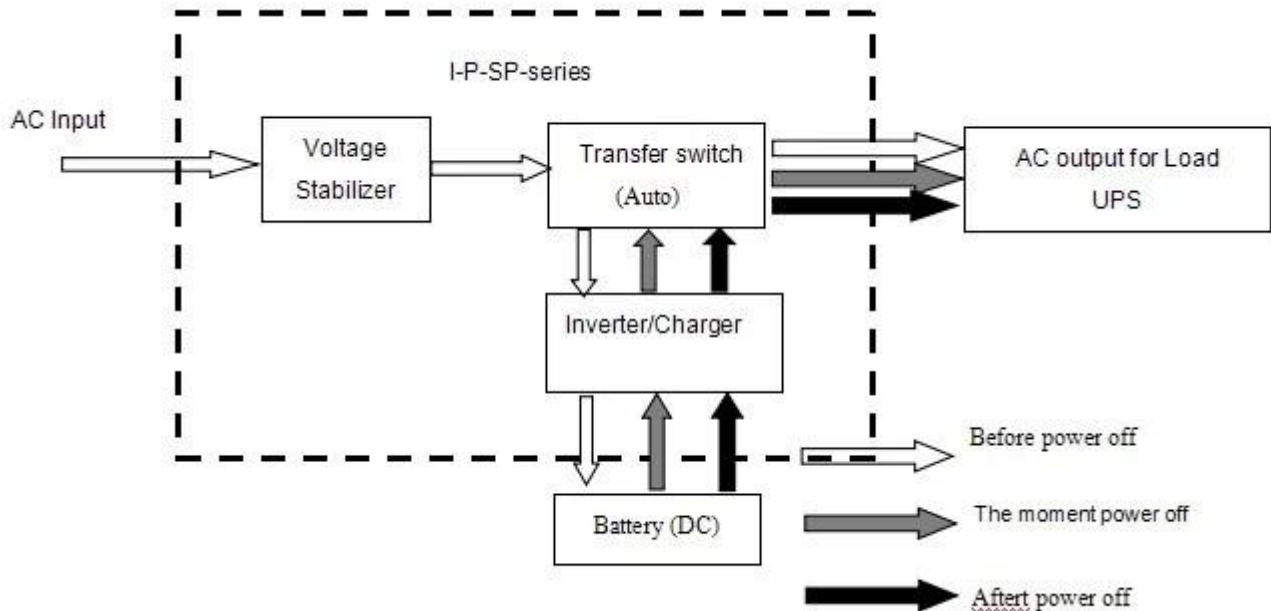 I-P-SP-series
AC Input
Voltage
Stabilizer
Transfer switch
(Auto)
AC output for Load
UPS
Inverter/Charger
Before power off
Battery (DC)
The moment power off
Aftert power off